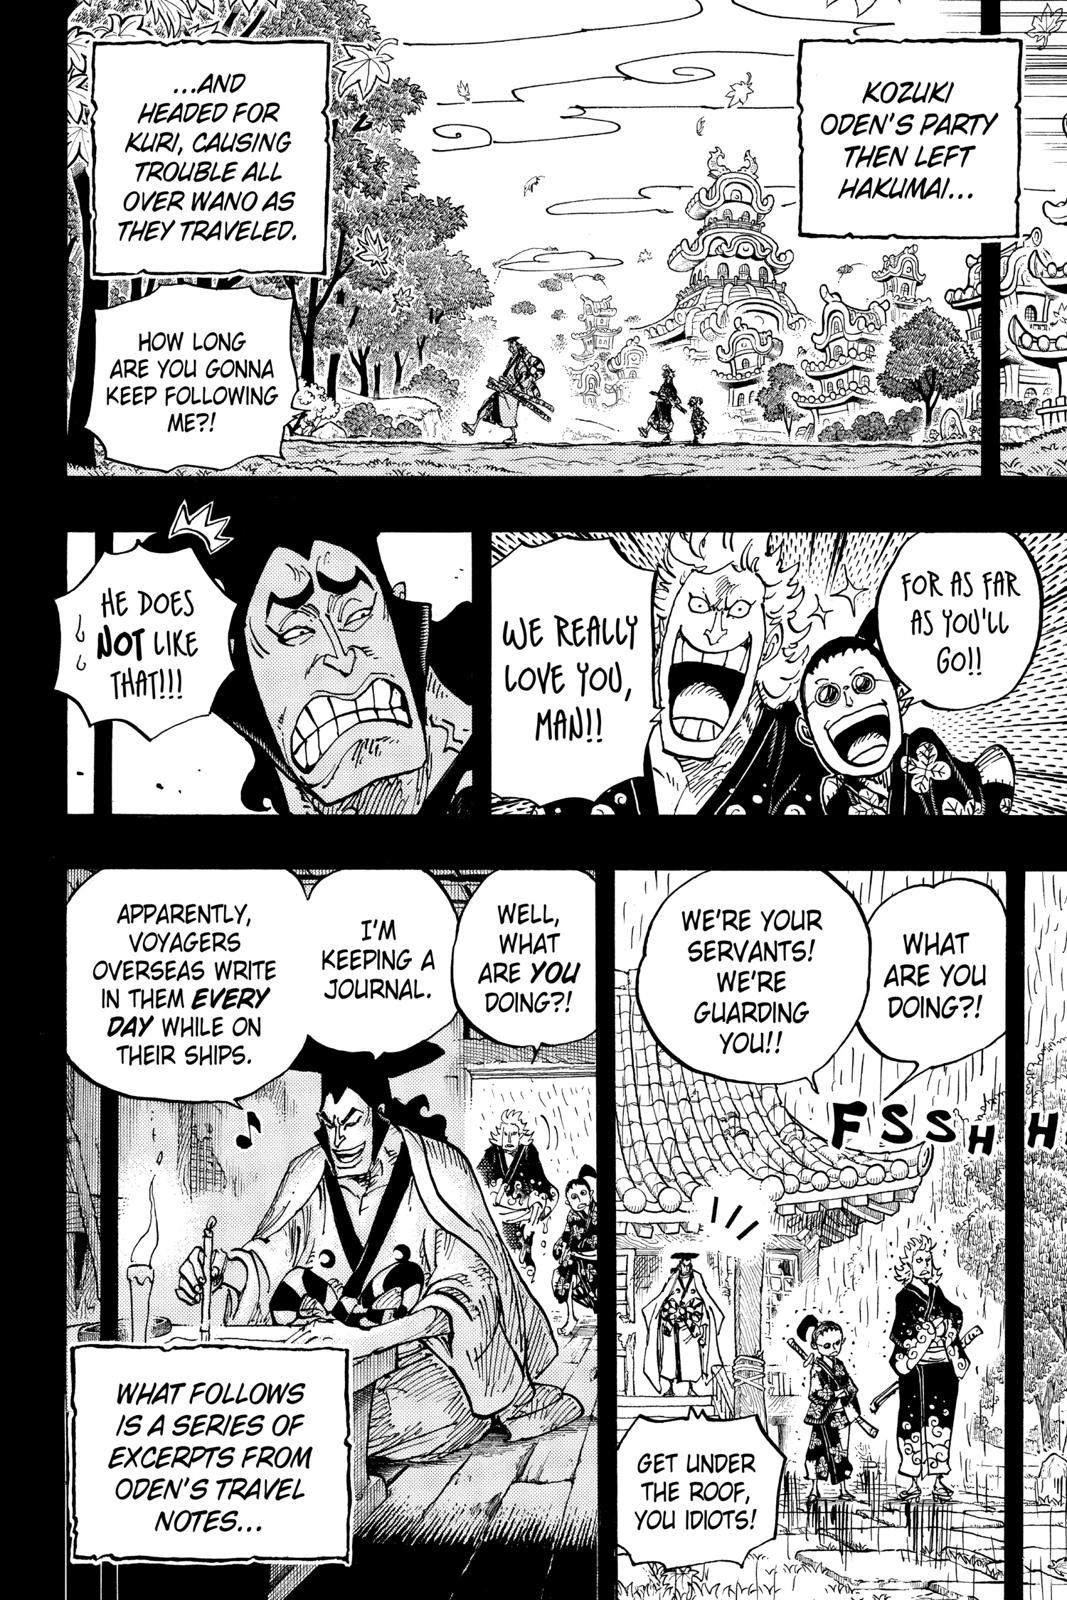 KOZUKI
ODEN'S PARTY
THEN LEFT
HAKUMAI...
...AND
HEADED FOR
KURI, CAUSING
TROUBLE ALL
OVER WANO AS
THEY TRAVELED.
HOW LONG
ARE YOU GONNA
KEEP FOLLOWING
ME?!
FOR AS FAR
AS YOU'LL
GO!!
WE REALLY
LOVE YOU,
MAN!!
HE DOES
NOT LIKE
THAT!!!
WHAT
ARE YOU
DOING?!
WE'RE YOUR
SERVANTS!
WE'RE
GUARDING
YOU!!
FSSHH
GET UNDER
THE ROOF,
YOU IDIOTS!
WELL,
WHAT
ARE YOU
DOING?!
I'M
KEEPING A
JOURNAL.
APPARENTLY,
VOYAGERS
OVERSEAS WRITE
IN THEM EVERY
DAY WHILE ON
THEIR SHIPS.
WHAT FOLLOWS
IS A SERIES OF
EXCERPTS FROM
ODEN'S TRAVEL
NOTES...